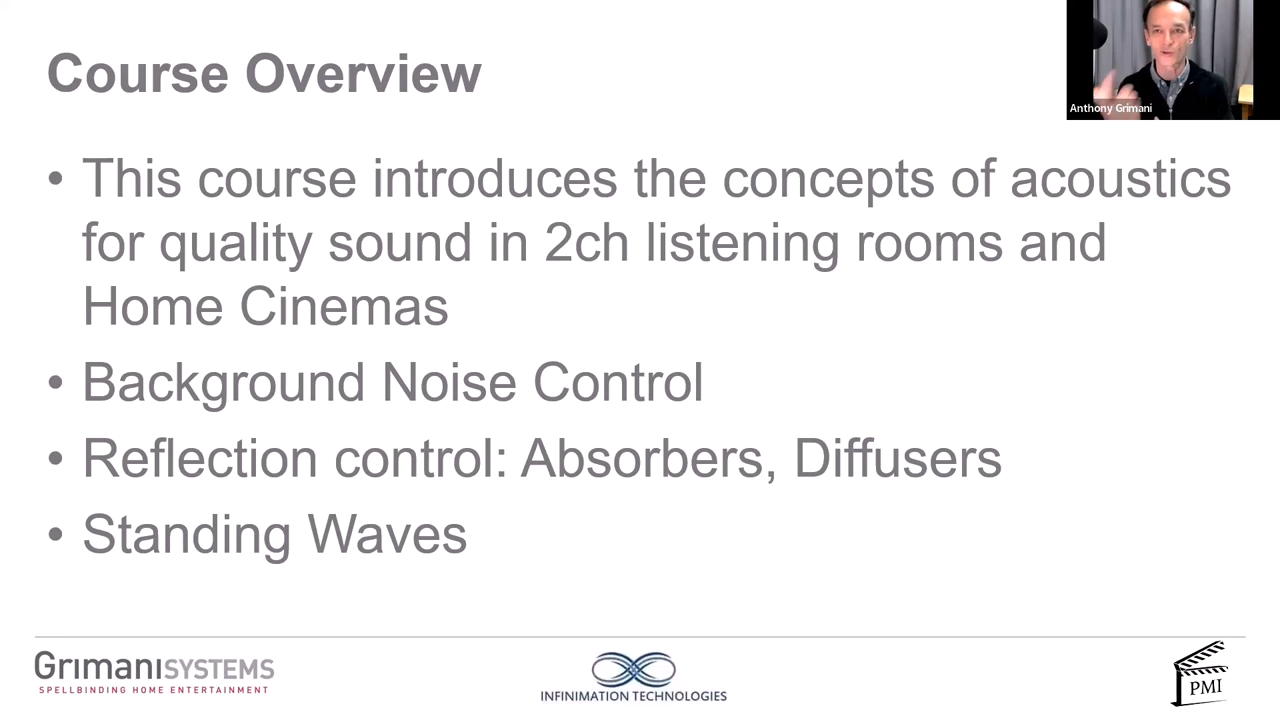 Course Overview
Anthony Grimani
• This course introduces the concepts of acoustics
for quality sound in 2ch listening rooms and
Home Cinemas
• Background Noise Control
• Reflection control: Absorbers, Diffusers
• Standing Waves
GrimaniSYSTEMS
SPELLBINDING HOME ENTERTAINMENT
INFINIMATION TECHNOLOGIES
PMI